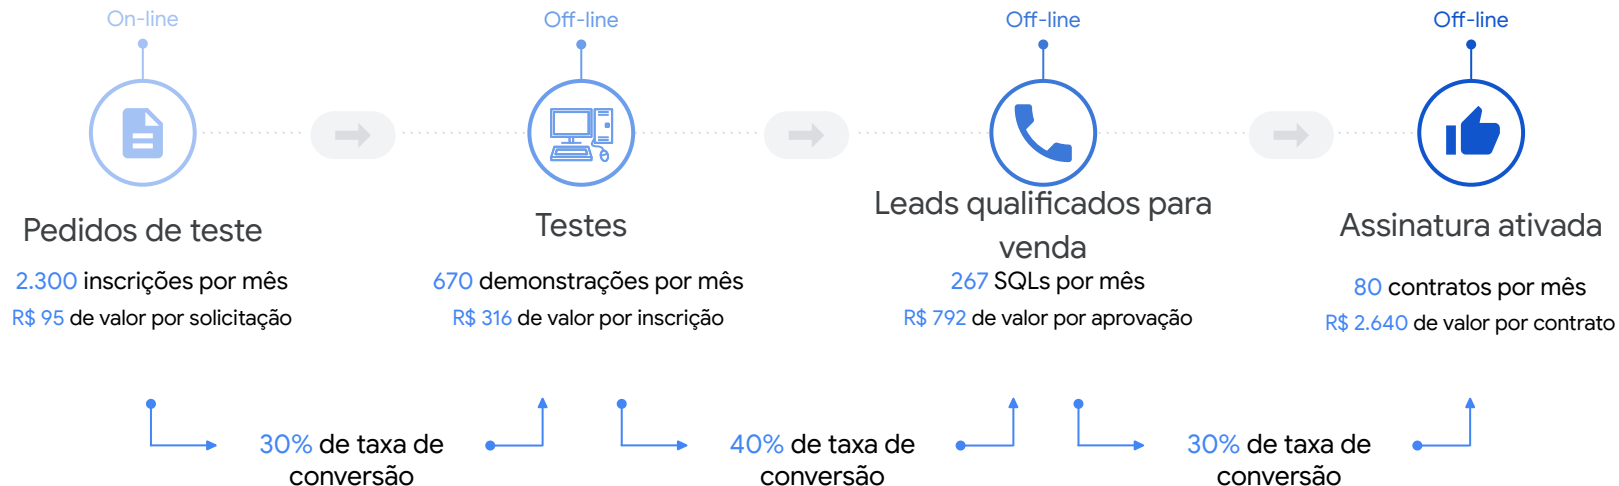 On-line
Off-line
Off-line
Off-line
Pedidos de teste
2.300 inscrições por mês
R$ 95 de valor por solicitação
Testes
670 demonstrações por mês
R$ 316 de valor por inscrição
Leads qualificados para
venda
267 SQLs por mês
R$ 792 de valor por aprovação
Assinatura ativada
80 contratos por mês
R$ 2.640 de valor por contrato
30% de taxa de
conversão
40% de taxa de
conversão
30% de taxa de
conversão